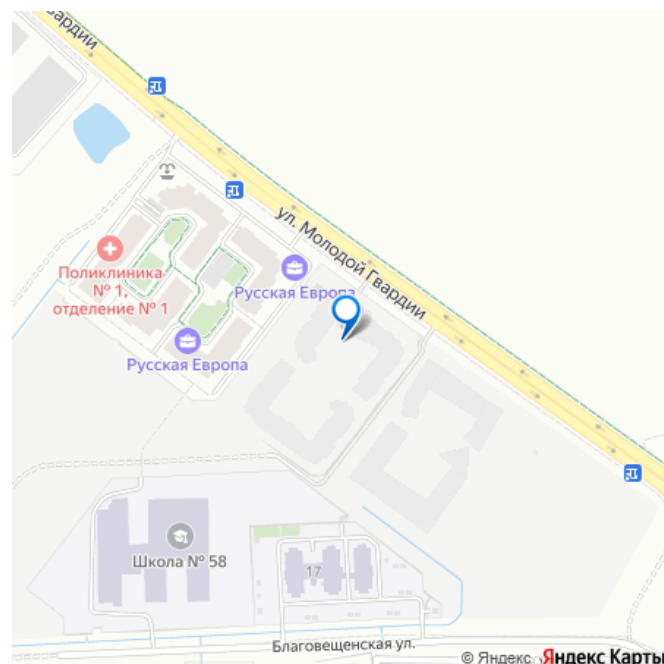 вардии
ул. Молодой Гвардии
Поликлиника
№ 1,
отделение № 1
Русская Европа
Русская Европа
Школа № 58
17
Благовещенская ул.
© Яндекс
Яндекс Карты